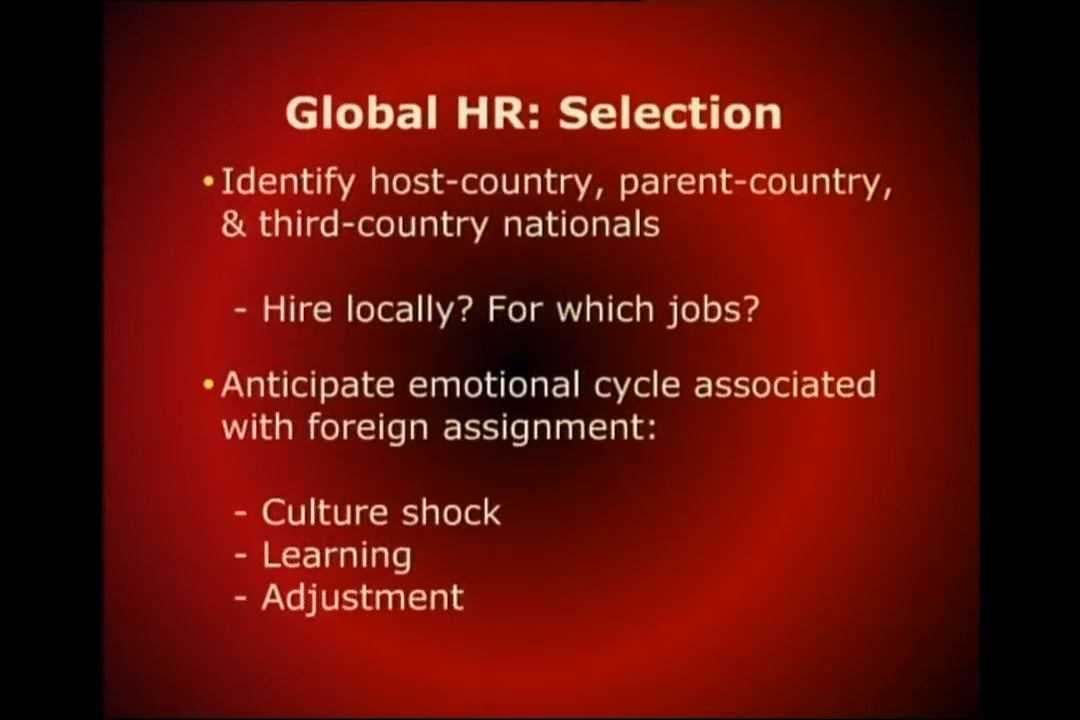 Global HR: Selection
•Identify host-country, parent-country,
& third-country nationals
- Hire locally? For which jobs?
•Anticipate emotional cycle associated
with foreign assignment:
- Culture shock
- Learning
- Adjustment